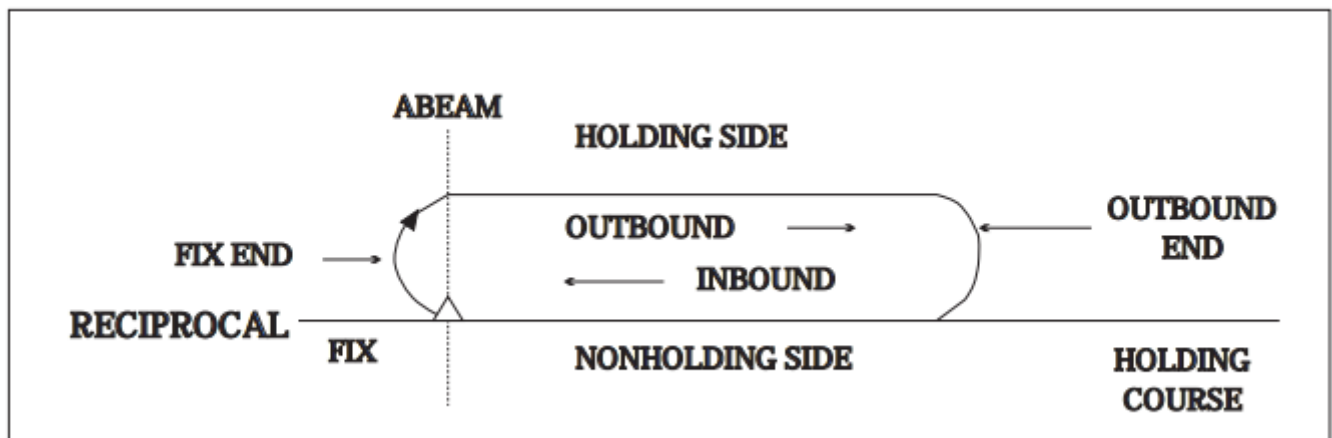 ABEAM
HOLDING SIDE
OUTBOUND
OUTBOUND
END
FIX END
INBOUND
RECIPROCAL
FIX
NONHOLDING SIDE
HOLDING
COURSE